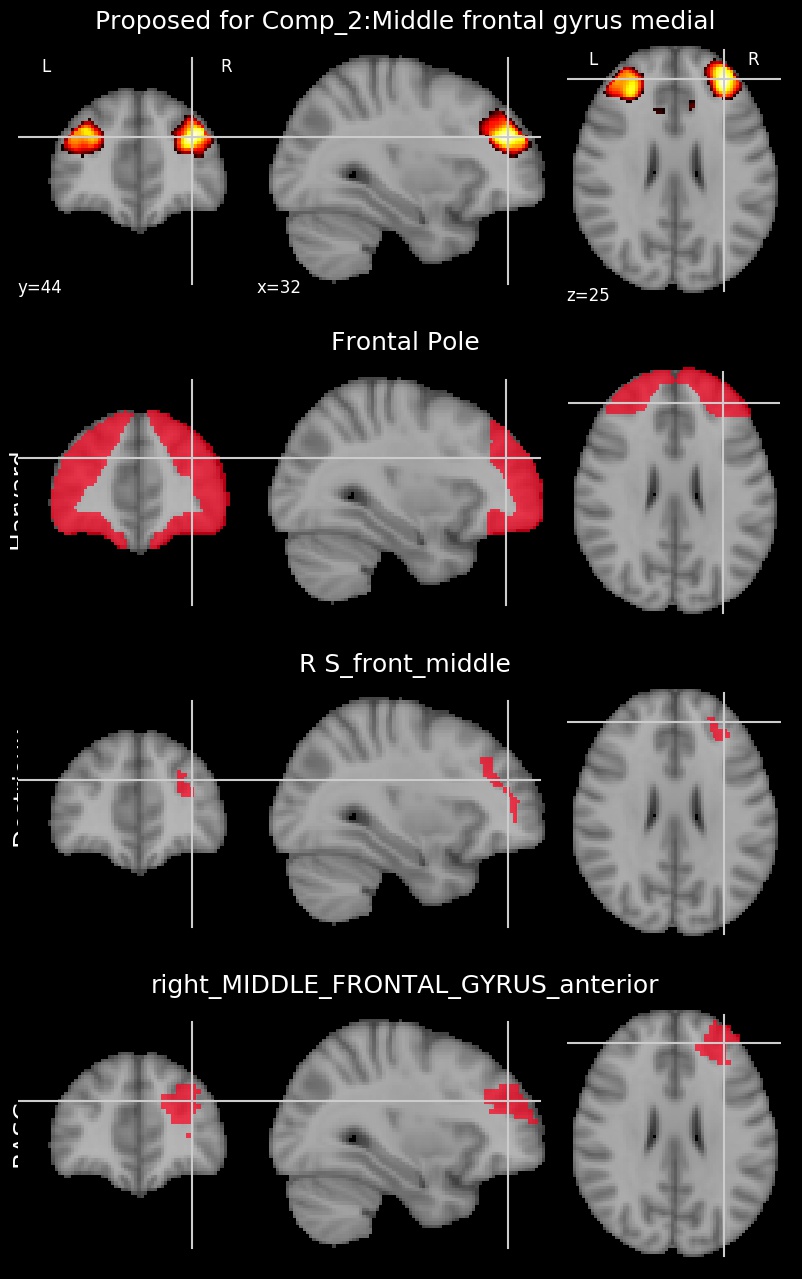 Proposed for Comp_2:Middle frontal gyrus medial
L R L R
y=44 x=32 z=25
Frontal Pole
R S_front_middle
right_MIDDLE_FRONTAL_GYRUS_anterior